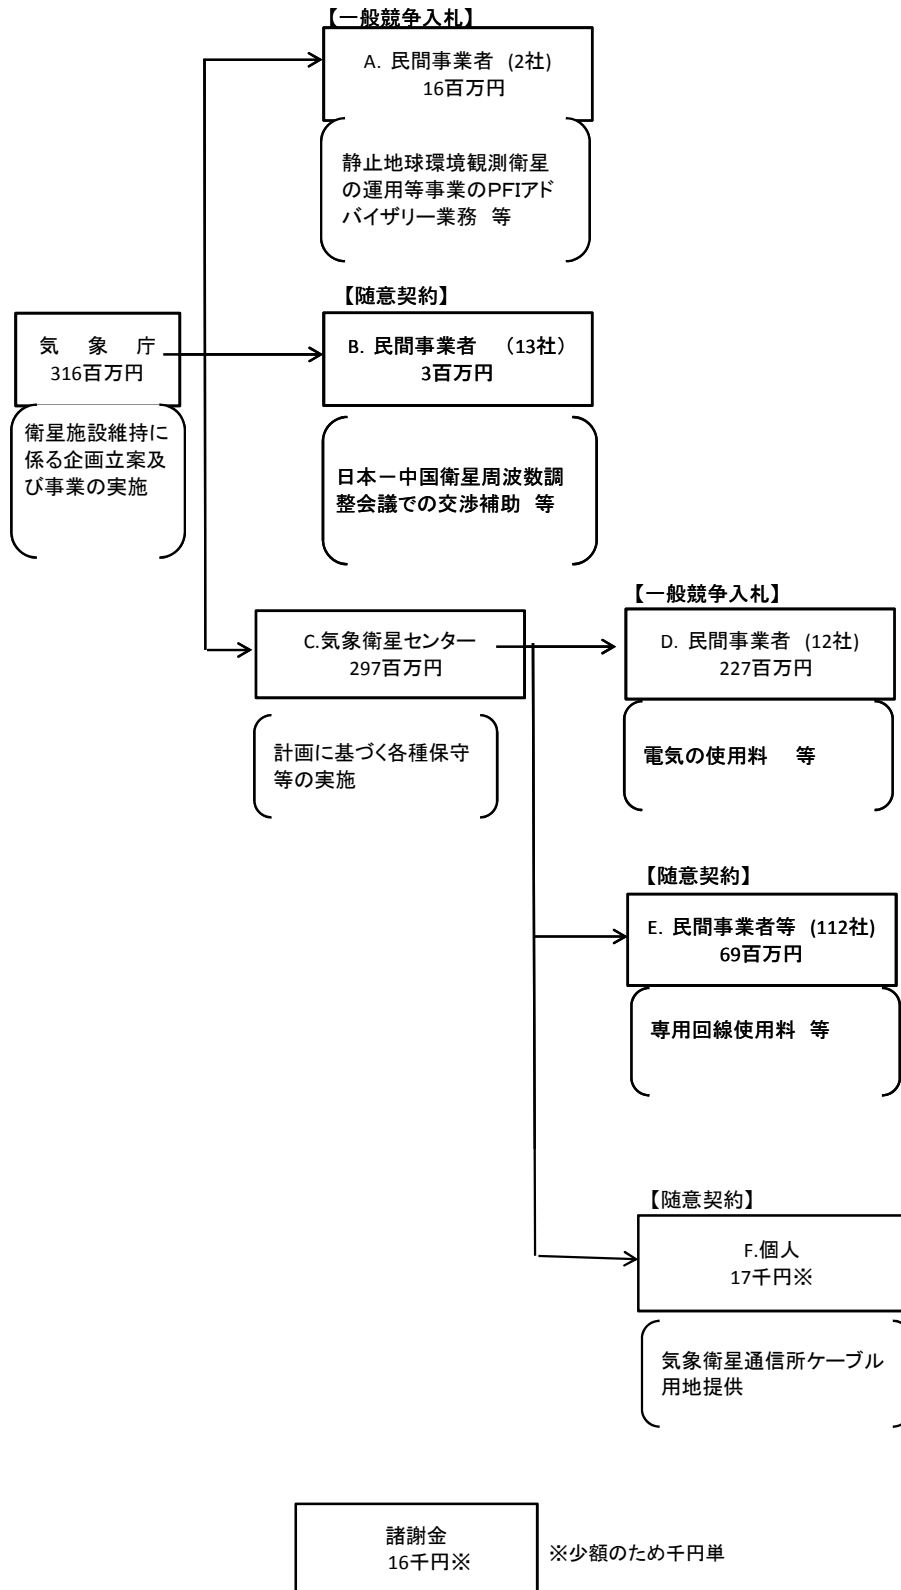 【一般競争入札】
A. 民間事業者 (2社)
16百万円
静止地球環境観測衛星
の運用等事業のPFIアド
バイザリー業務 等
【随意契約】
気 象 庁
316百万円
B. 民間事業者 （13社）
3百万円
衛星施設維持に
係る企画立案及
び事業の実施
日本－中国衛星周波数調
整会議での交渉補助 等
【一般競争入札】
C.気象衛星センター
297百万円
D. 民間事業者 (12社)
227百万円
計画に基づく各種保守
等の実施
電気の使用料 等
【随意契約】
E. 民間事業者等 (112社)
69百万円
専用回線使用料 等
【随意契約】
F.個人
17千円※
気象衛星通信所ケーブル
用地提供
諸謝金
16千円※
※少額のため千円単